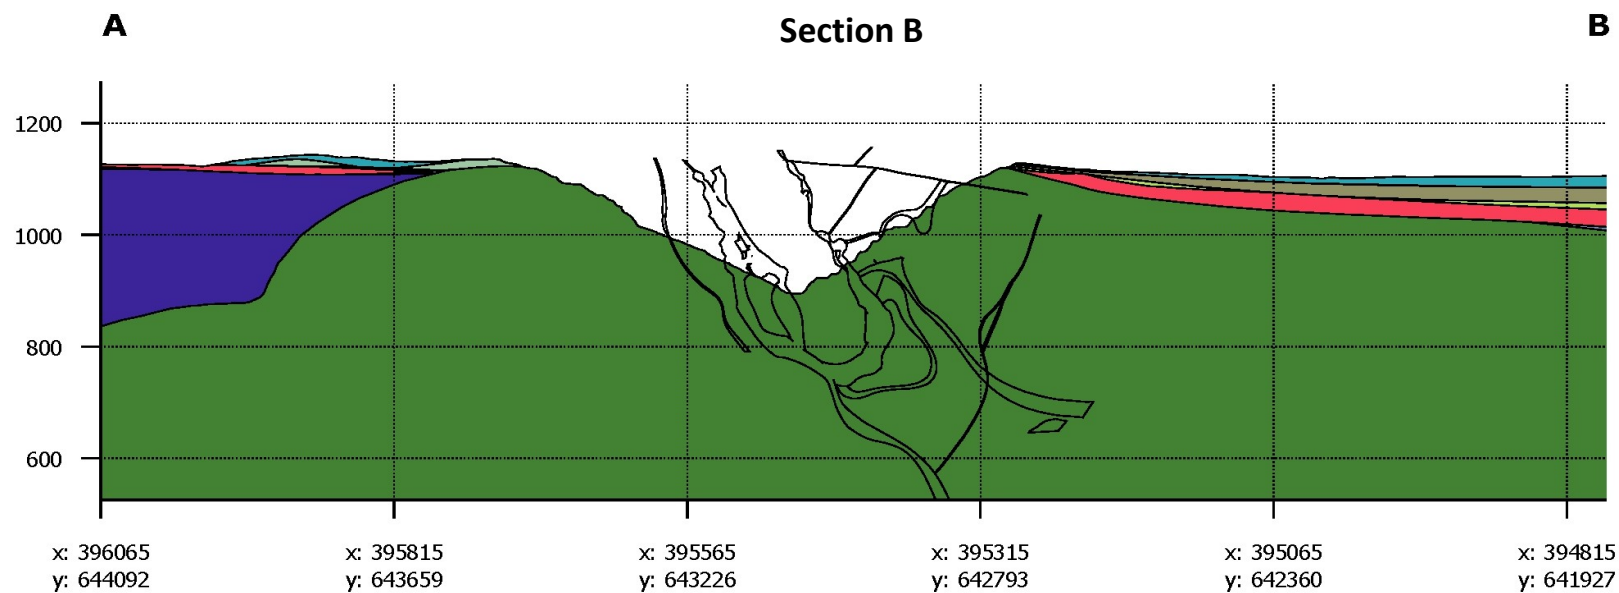 A
Section B
B
1200
1000
800
600
x: 396065
y: 644092
x: 395815
y: 643659
x: 395565
y: 643226
x: 395315
y: 642793
x: 395065
y: 642360
x: 394815
y: 641927